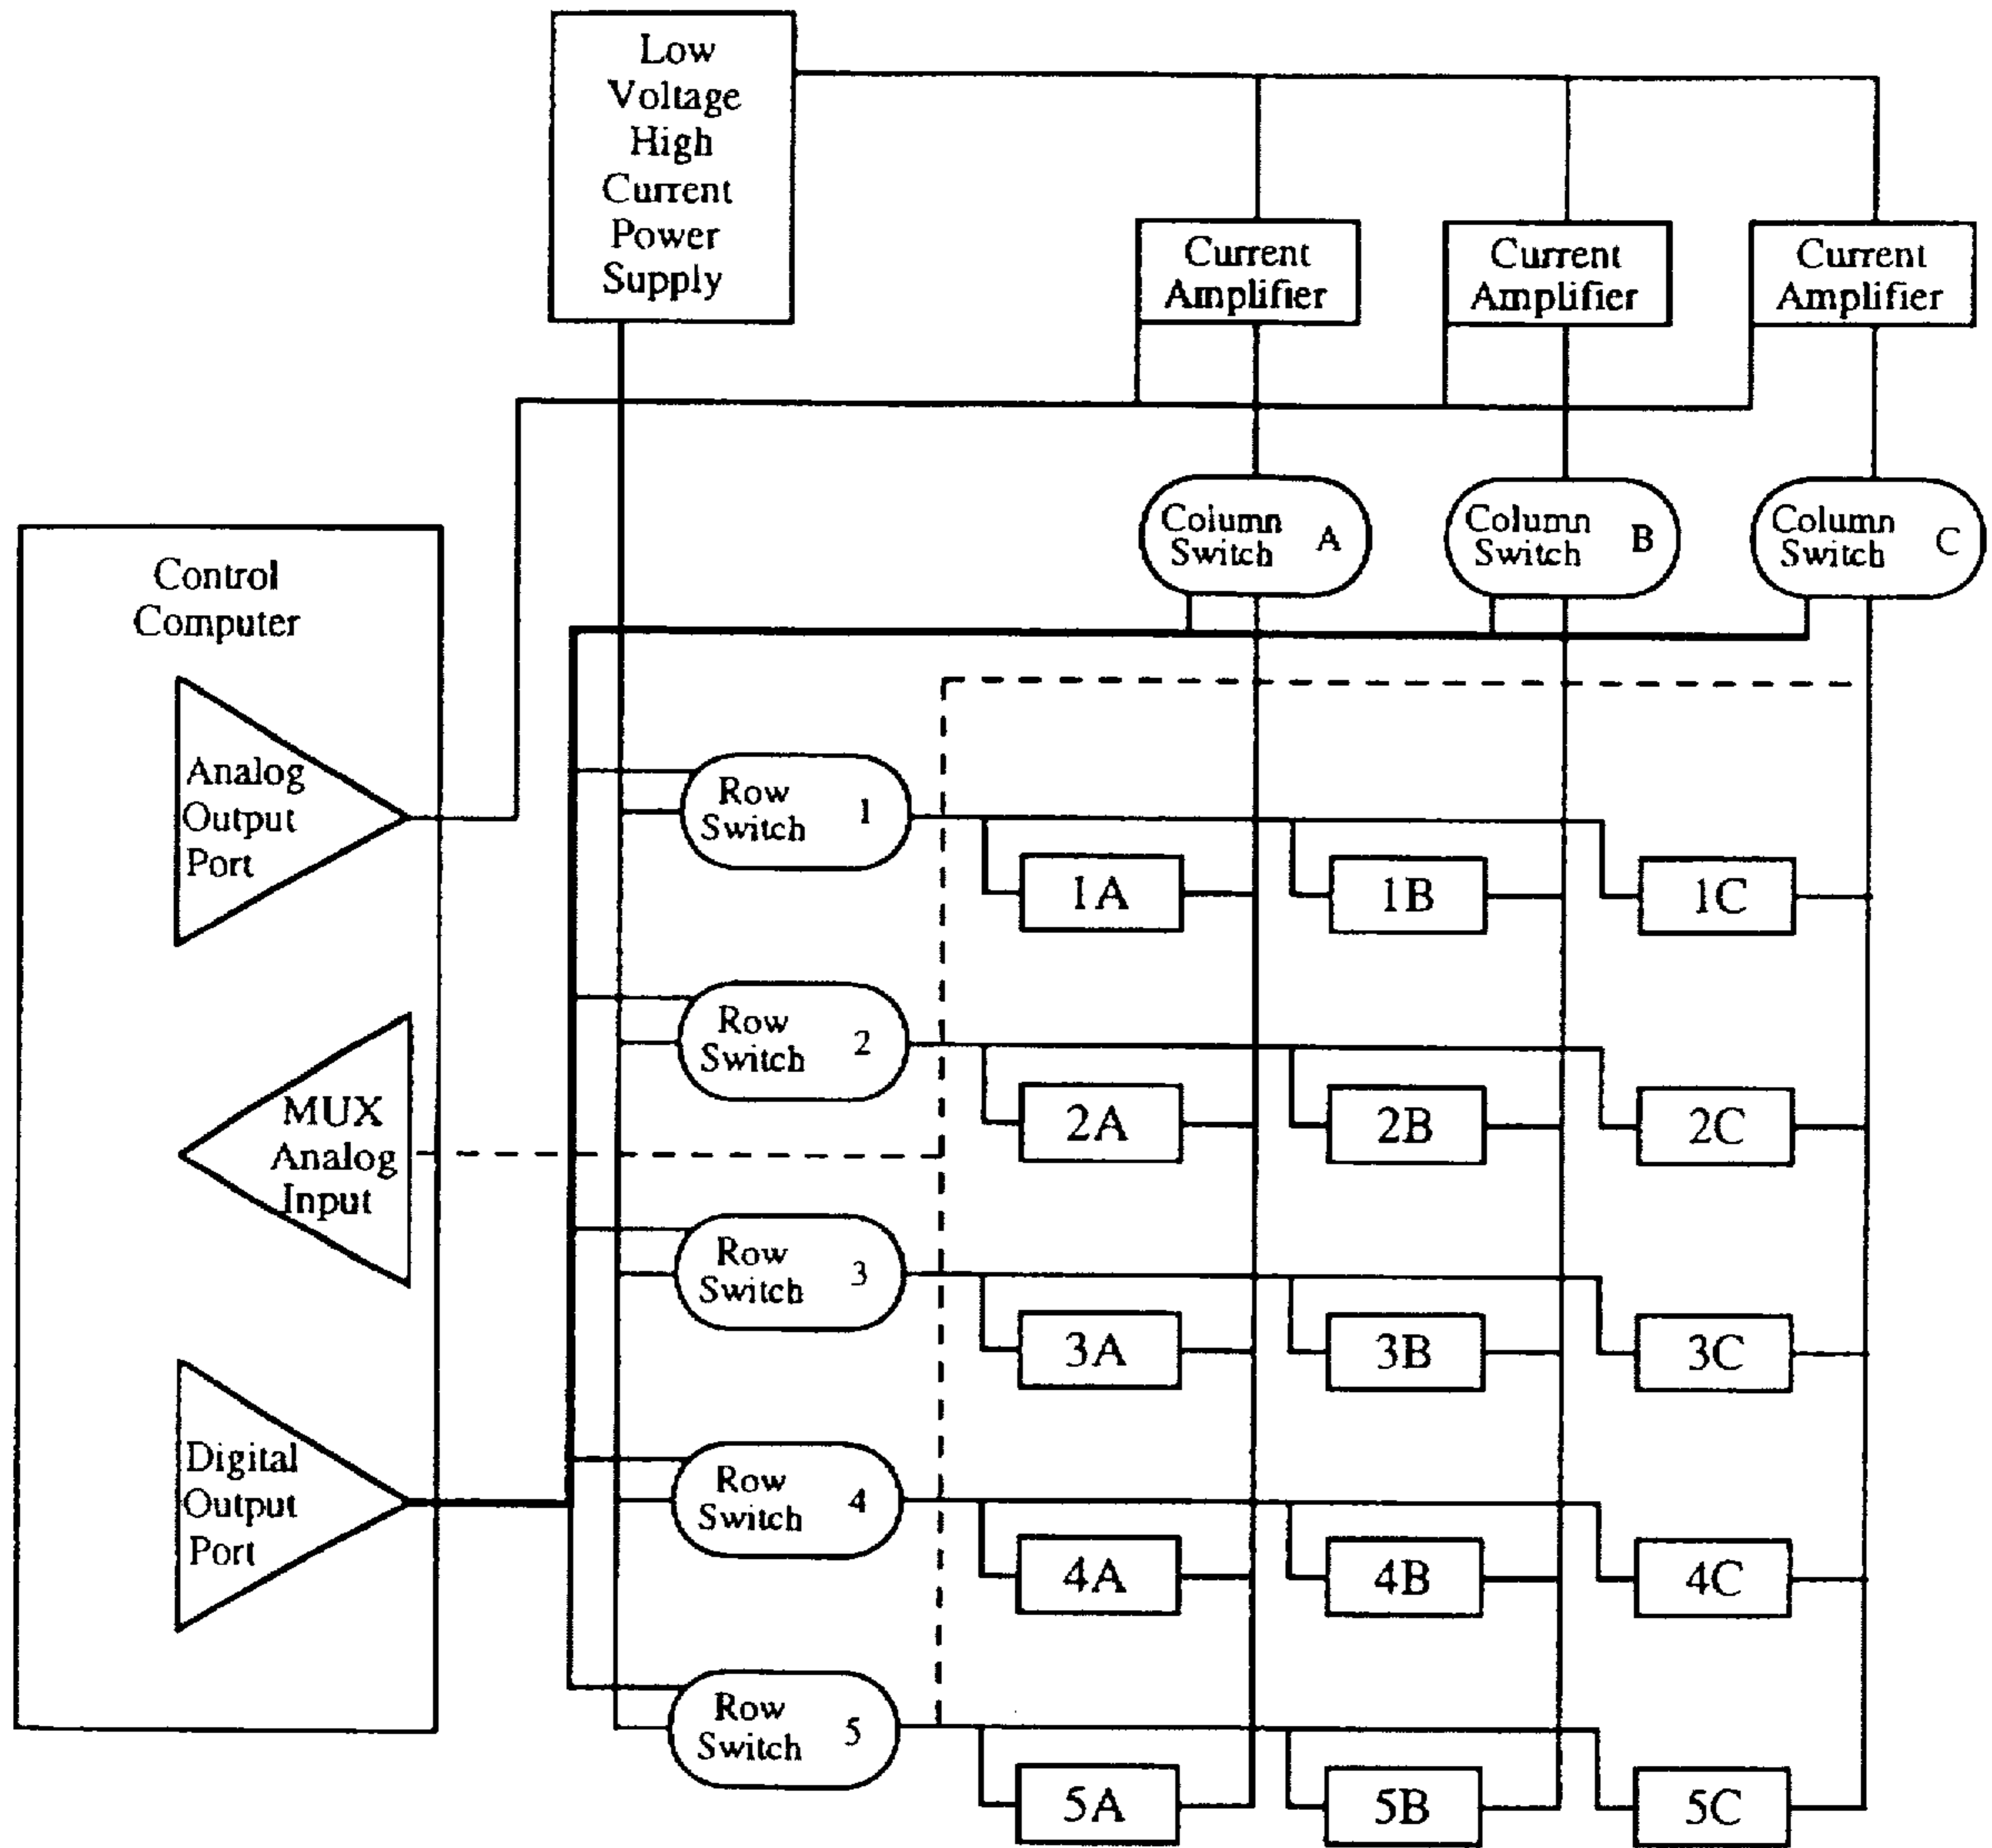 Low
Voltage
High
Current
Power
Supply
Current
Amplifier
Current
Amplifier
Current
Amplifier
Column
Switch A
Column
Switch B
Column
Switch C
Control
Computer
Analog
Output
Port
Row
Switch 1
1A
1B
1C
Row
Switch 2
2A
2B
2C
MUX
Analog
Input
Row
Switch 3
3A
3B
3C
Digital
Output
Port
Row
Switch 4
4A
4B
4C
Row
Switch 5
5A
5B
5C